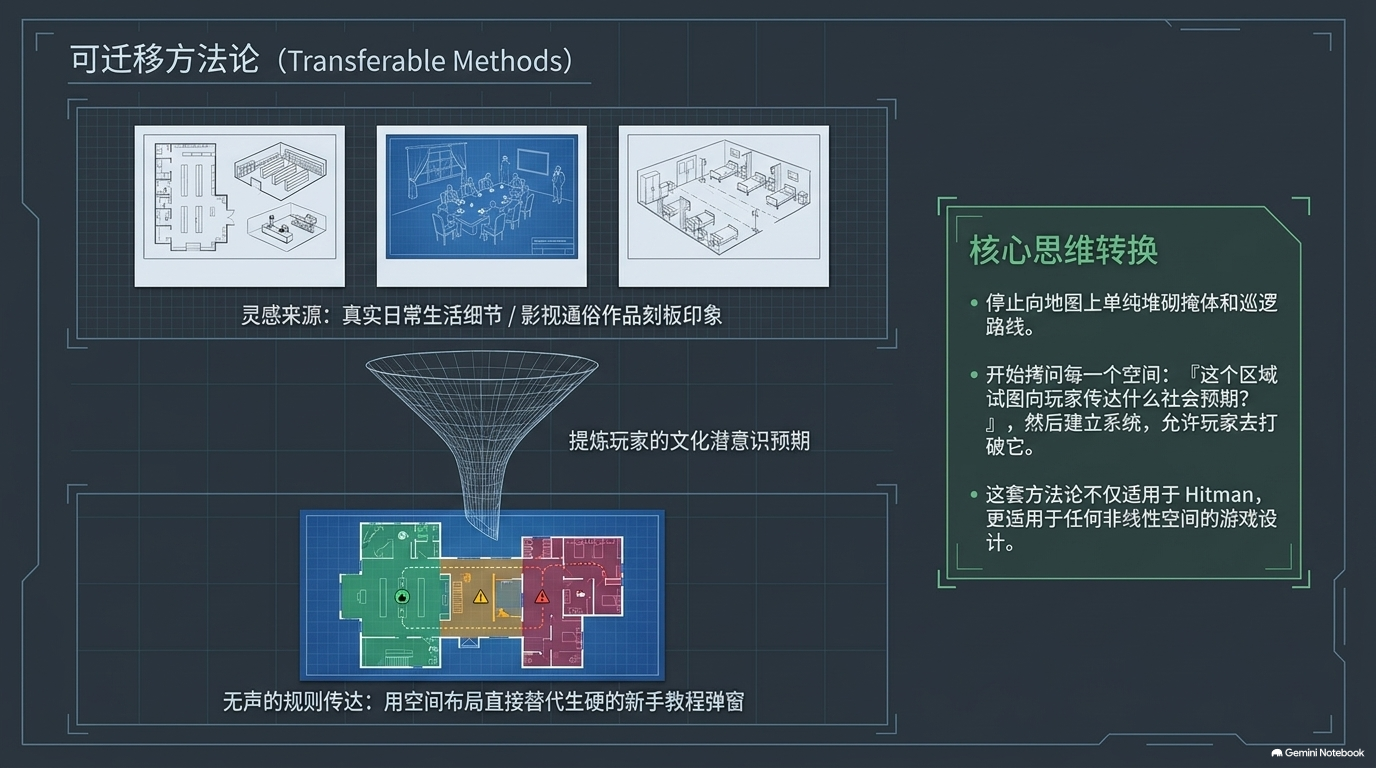 可迁移方法论（Transferable Methods）
灵感来源：真实日常生活细节 / 影视通俗作品刻板印象
提炼玩家的文化潜意识预期
无声的规则传达：用空间布局直接替代生硬的新手教程弹窗
核心思维转换
• 停止向地图上单纯堆砌掩体和巡逻
路线。
• 开始拷问每一个空间：『这个区域
试图向玩家传达什么社会预期？
』，然后建立系统，允许玩家去打
破它。
• 这套方法论不仅适用于 Hitman，
更适用于任何非线性空间的游戏设
计。
Gemini Notebook